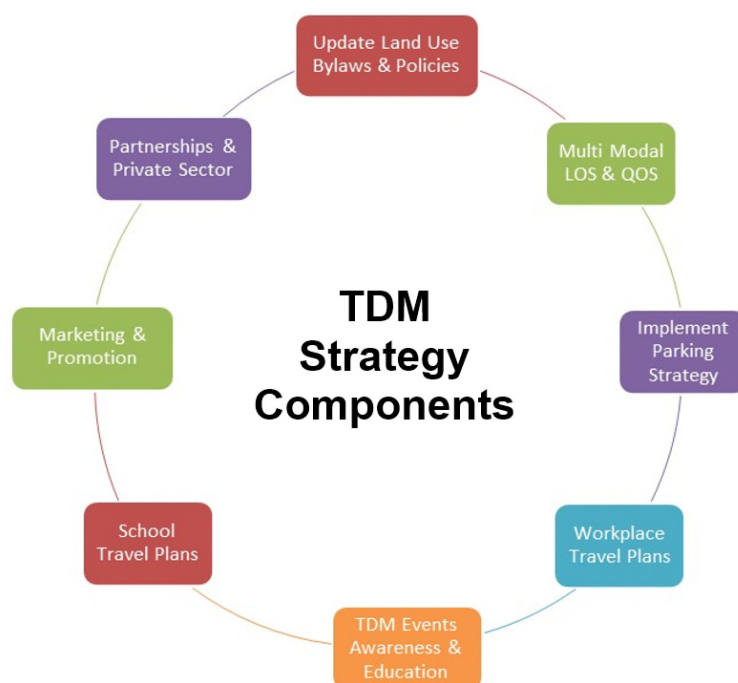 Update Land Use
Bylaws & Policies
Multi Modal
LOS & QOS
Implement
Parking
Strategy
Workplace
Travel Plans
TDM Events
Awareness &
Education
School
Travel Plans
Marketing &
Promotion
Partnerships &
Private Sector
TDM
Strategy
Components